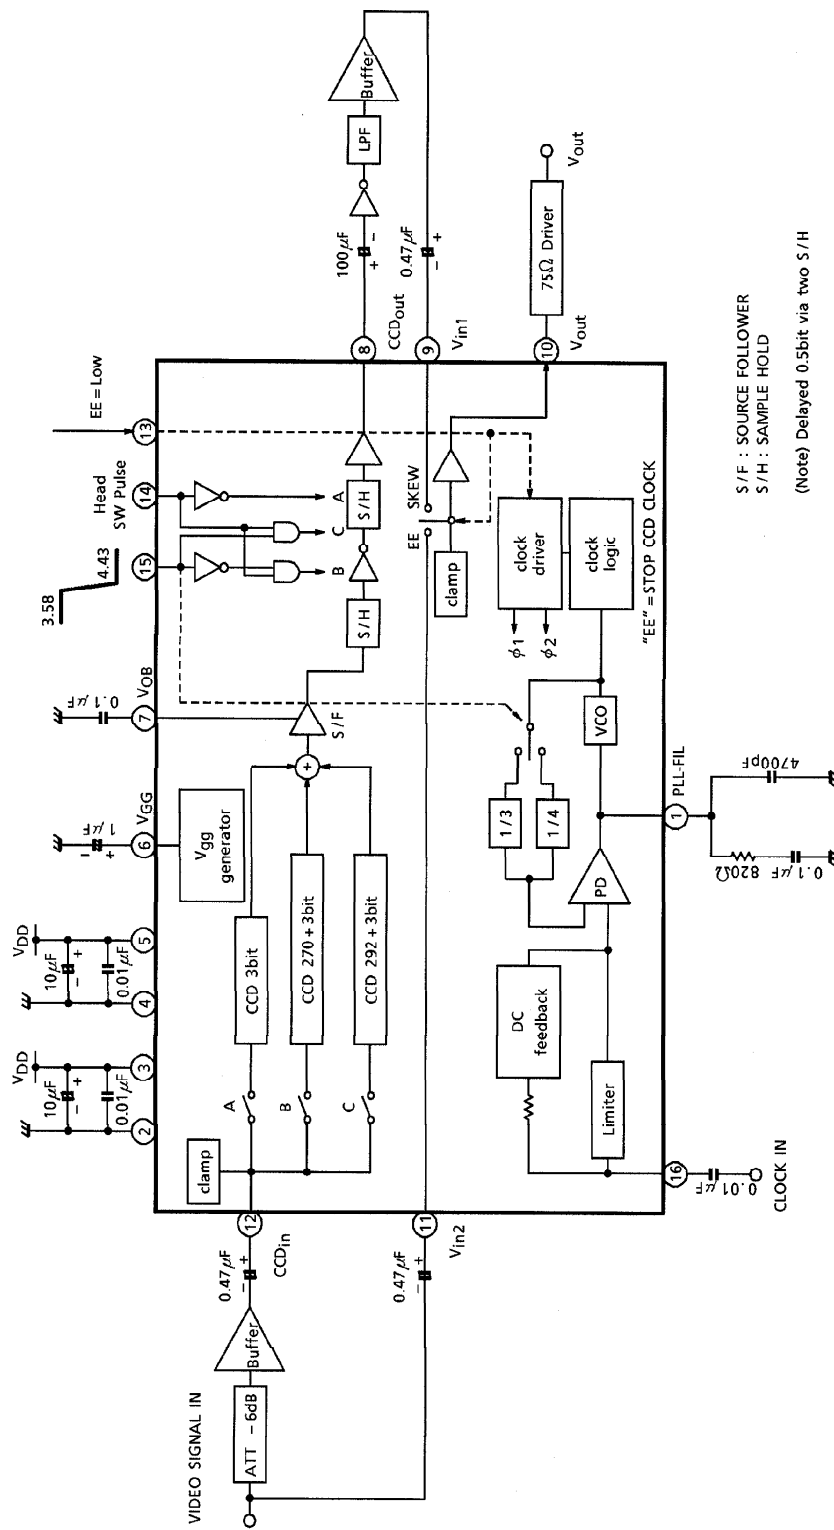 VIDEO SIGNAL IN
ATT -6dB
Buffer
0.47μF
- +
12
CCDin
0.47μF
- +
11
Vin2
VDD
10μF
- +
0.01μF
2
3
VDD
10μF
- +
0.01μF
4
5
1μF
- +
6
VGG
0.1μF
7
VOB
3.58
4.43
15
14
Head
SW Pulse
13
EE=Low
clamp
A
B
C
CCD 3bit
CCD 270+3bit
CCD 292+3bit
Vgg
generator
+
S/F
S/H
S/H
B
C
A
8
CCDout
100μF
+ -
LPF
Buffer
0.47μF
- +
9
Vin1
EE
SKEW
clamp
10
Vout
75Ω Driver
Vout
clock
driver
clock
logic
φ1
φ2
"EE"=STOP CCD CLOCK
1/3
1/4
VCO
PD
DC
feedback
Limiter
16
0.01μF
CLOCK IN
1
PLL-FIL
820Ω
0.1μF
4700pF
S/F : SOURCE FOLLOWER
S/H : SAMPLE HOLD
(Note) Delayed 0.5bit via two S/H